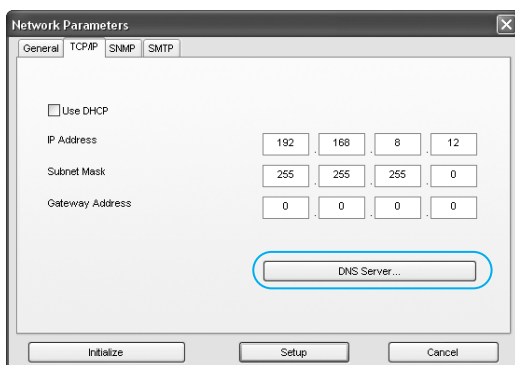 Network Parameters
General TCP/IP SNMP SMTP
Use DHCP
IP Address 192 . 168 . 8 . 12
Subnet Mask 255 . 255 . 255 . 0
Gateway Address 0 . 0 . 0 . 0
DNS Server...
Initialize Setup Cancel